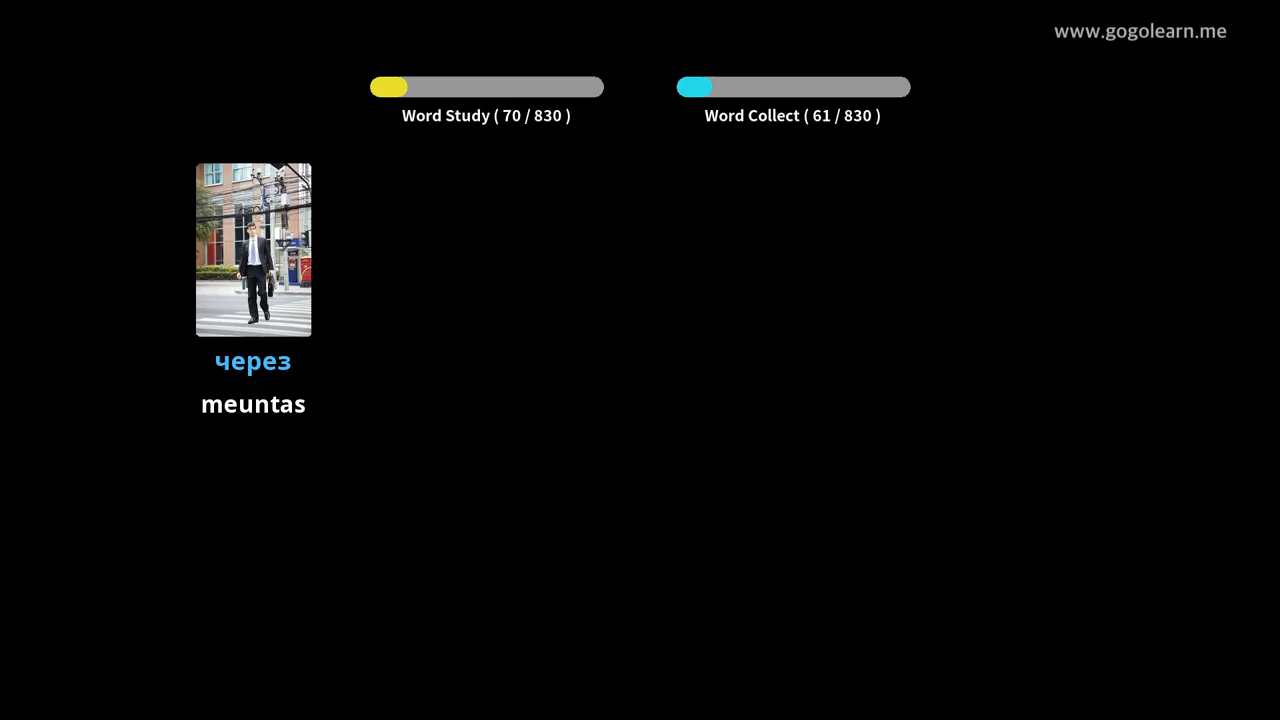 www.gogolearn.me
Word Study ( 70 / 830 )
Word Collect ( 61 / 830 )
через
meuntas